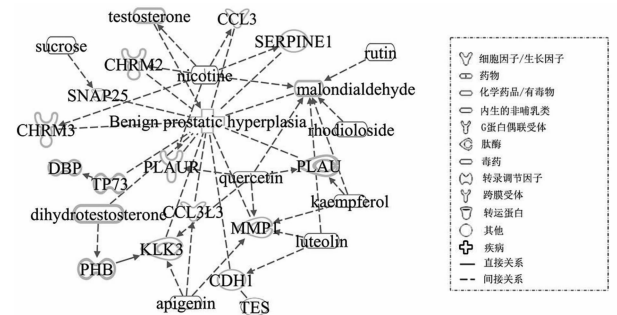 testosterone
CCL3
SERPINE1
sucrose
CHRM2
nicotine
rutin
SNAP25
malondialdehyde
CHRM3
Benign prostatic hyperplasia
rhodioloside
DBP
PLAUR
PLAU
TP73
quercetin
kaempferol
dihydrotestosterone
CCL3L3
MMP1
luteolin
KLK3
PHB
CDH1
apigenin
TES
细胞因子/生长因子
药物
化学药品/有毒物
内生的非哺乳类
G蛋白偶联受体
肽酶
毒药
转录调节因子
跨膜受体
转运蛋白
其他
疾病
直接关系
间接关系